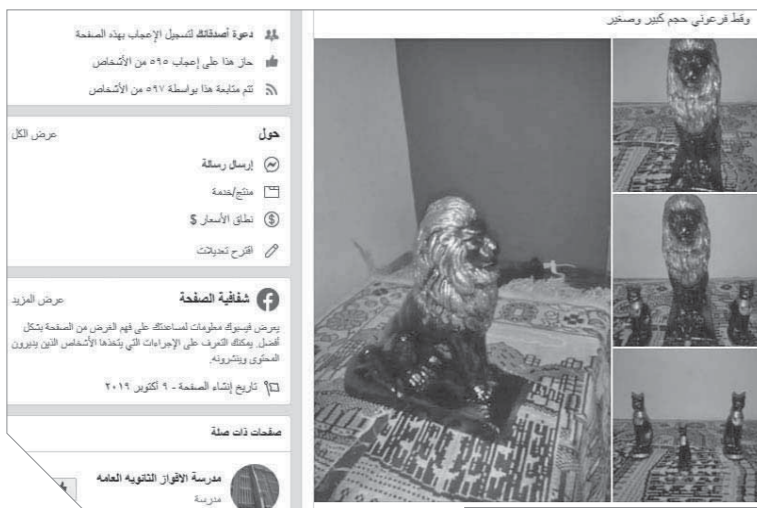 وقط فرعوني حجم كبير وصغير
دعوة أصدقائك لتسجيل الإعجاب بهذه الصفحة
حاز هذا على إعجاب ٥٩٥ من الأشخاص
تتم متابعة هذا بواسطة ٥٩٧ من الأشخاص
حول
عرض الكل
إرسال رسالة
منتج/خدمة
نطاق الأسعار $
اقترح تعديلات
شفافية الصفحة
عرض المزيد
يعرض فيسبوك معلومات لمساعدتك على فهم الغرض من الصفحة بشكل
أفضل. يمكنك التعرف على الإجراءات التي يتخذها الأشخاص الذين يديرون
المحتوى وينشرونه.
تاريخ إنشاء الصفحة - ٩ أكتوبر ٢٠١٩
صفحات ذات صلة
مدرسة الاقواز الثانويه العامه
مدرسة